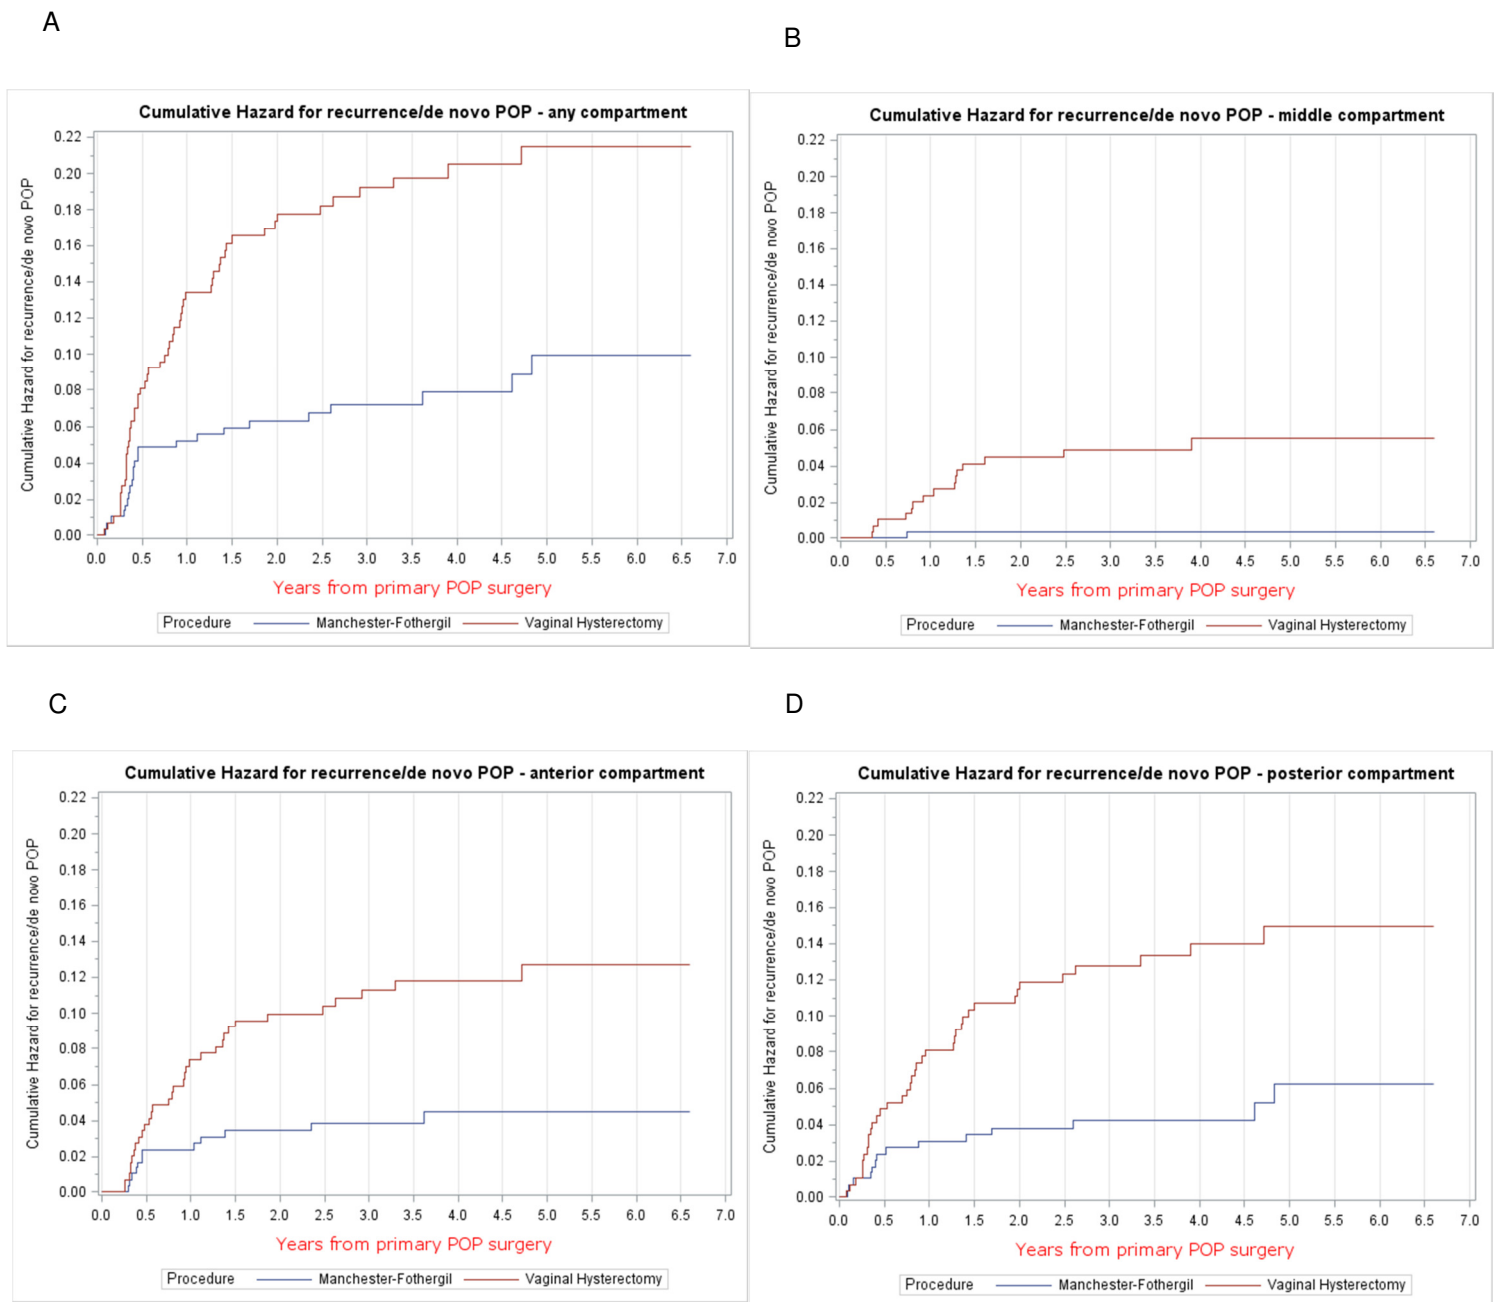 A
B
Cumulative Hazard for recurrence/de novo POP - any compartment
Cumulative Hazard for recurrence/de novo POP
0.22
0.20
0.18
0.16
0.14
0.12
0.10
0.08
0.06
0.04
0.02
0.00
0.0 0.5 1.0 1.5 2.0 2.5 3.0 3.5 4.0 4.5 5.0 5.5 6.0 6.5 7.0
Years from primary POP surgery
Procedure Manchester-Fothergil Vaginal Hysterectomy
Cumulative Hazard for recurrence/de novo POP - middle compartment
Cumulative Hazard for recurrence/de novo POP
0.22
0.20
0.18
0.16
0.14
0.12
0.10
0.08
0.06
0.04
0.02
0.00
0.0 0.5 1.0 1.5 2.0 2.5 3.0 3.5 4.0 4.5 5.0 5.5 6.0 6.5 7.0
Years from primary POP surgery
Procedure Manchester-Fothergil Vaginal Hysterectomy
C
D
Cumulative Hazard for recurrence/de novo POP - anterior compartment
Cumulative Hazard for recurrence/de novo POP
0.22
0.20
0.18
0.16
0.14
0.12
0.10
0.08
0.06
0.04
0.02
0.00
0.0 0.5 1.0 1.5 2.0 2.5 3.0 3.5 4.0 4.5 5.0 5.5 6.0 6.5 7.0
Years from primary POP surgery
Procedure Manchester-Fothergil Vaginal Hysterectomy
Cumulative Hazard for recurrence/de novo POP - posterior compartment
Cumulative Hazard for recurrence/de novo POP
0.22
0.20
0.18
0.16
0.14
0.12
0.10
0.08
0.06
0.04
0.02
0.00
0.0 0.5 1.0 1.5 2.0 2.5 3.0 3.5 4.0 4.5 5.0 5.5 6.0 6.5 7.0
Years from primary POP surgery
Procedure Manchester-Fothergil Vaginal Hysterectomy